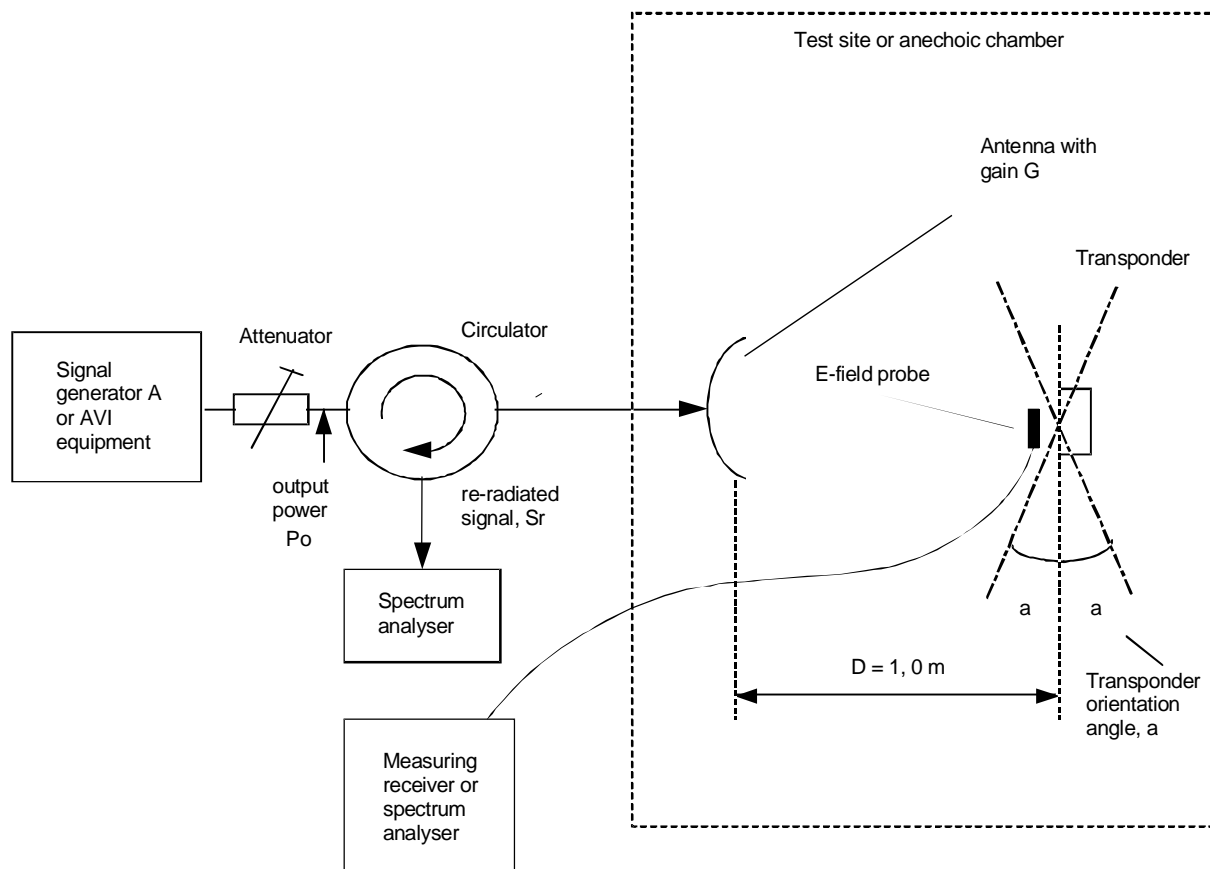 Test site or anechoic chamber
Antenna with
gain G
Transponder
Attenuator
Circulator
Signal
generator A
or AVI
equipment
E-field probe
output
power
Po
re-radiated
signal, Sr
Spectrum
analyser
a
a
D = 1, 0 m
Transponder
orientation
angle, a
Measuring
receiver or
spectrum
analyser